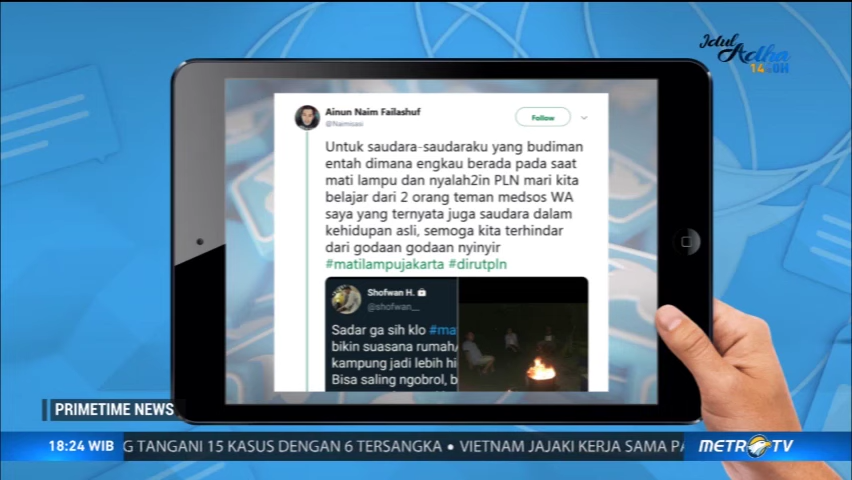 Idul
Adha
1440H
Ainun Naim Failashuf
@Naimisasi
Follow
Untuk saudara-saudaraku yang budiman
entah dimana engkau berada pada saat
mati lampu dan nyalah2in PLN mari kita
belajar dari 2 orang teman medsos WA
saya yang ternyata juga saudara dalam
kehidupan asli, semoga kita terhindar
dari godaan godaan nyinyir
#matilampujakarta #dirutpln
Shofwan H.
@shofwan__
Sadar ga sih klo #ma
bikin suasana rumah/
kampung jadi lebih hi
Bisa saling ngobrol, b
PRIMETIME NEWS
18:24 WIB G TANGANI 15 KASUS DENGAN 6 TERSANGKA • VIETNAM JAJAKI KERJA SAMA PA METRO TV